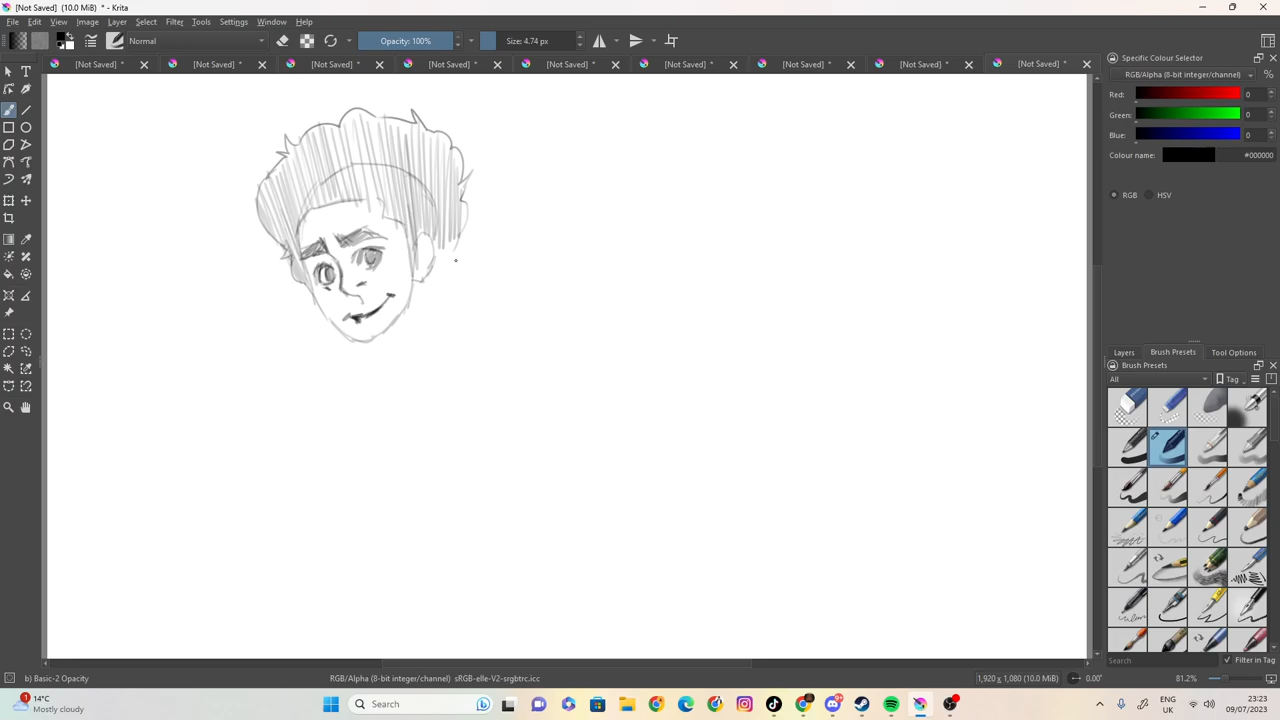 [Not Saved] (10.0 MiB) * - Krita
File Edit View Image Layer Select Filter Tools Settings Window Help
Normal Opacity: 100% Size: 4.74 px
[Not Saved] * [Not Saved] * [Not Saved] * [Not Saved] * [Not Saved] * [Not Saved] * [Not Saved] * [Not Saved] * [Not Saved] *
Specific Colour Selector
RGB/Alpha (8-bit integer/channel) %
Red: 0
Green: 0
Blue: 0
Colour name: #000000
RGB HSV
Layers Brush Presets Tool Options
Brush Presets
All Tag
Search Filter in Tag
b) Basic-2 Opacity RGB/Alpha (8-bit integer/channel) sRGB-elle-V2-srgbtrc.icc 1,920 x 1,080 (10.0 MiB) 0.00° 81.2%
1 14°C
Mostly cloudy
Search
ENG
UK
23:23
09/07/2023